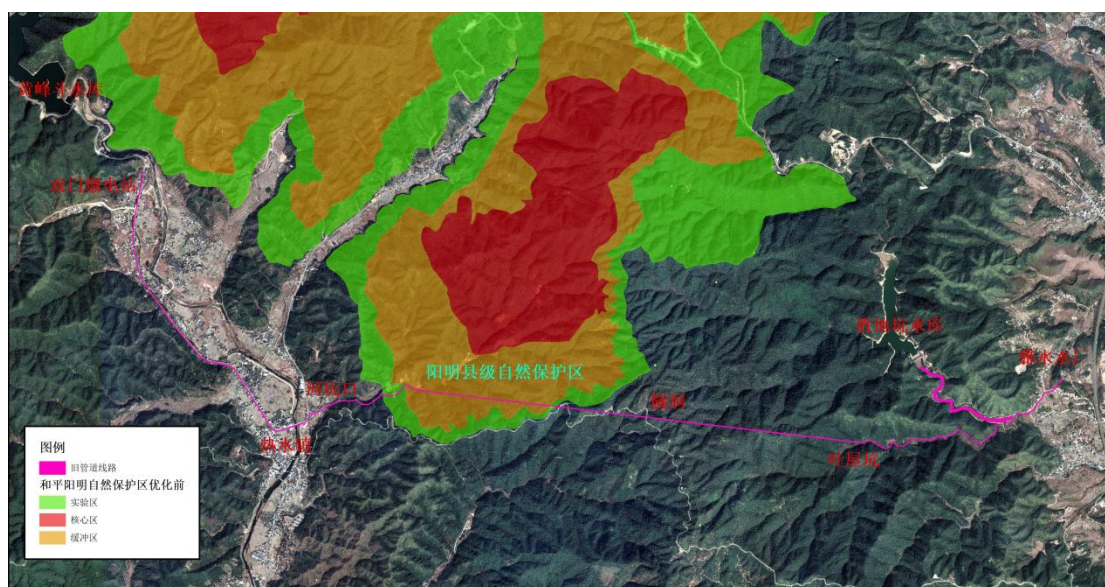 黄峰斗水库
双门寨电站
胜地坑水库
洞坑口
阳明县级自然保护区
隧洞
热水镇
叶屋坑
图例
旧管道线路
和平阳明自然保护区优化前
实验区
核心区
缓冲区